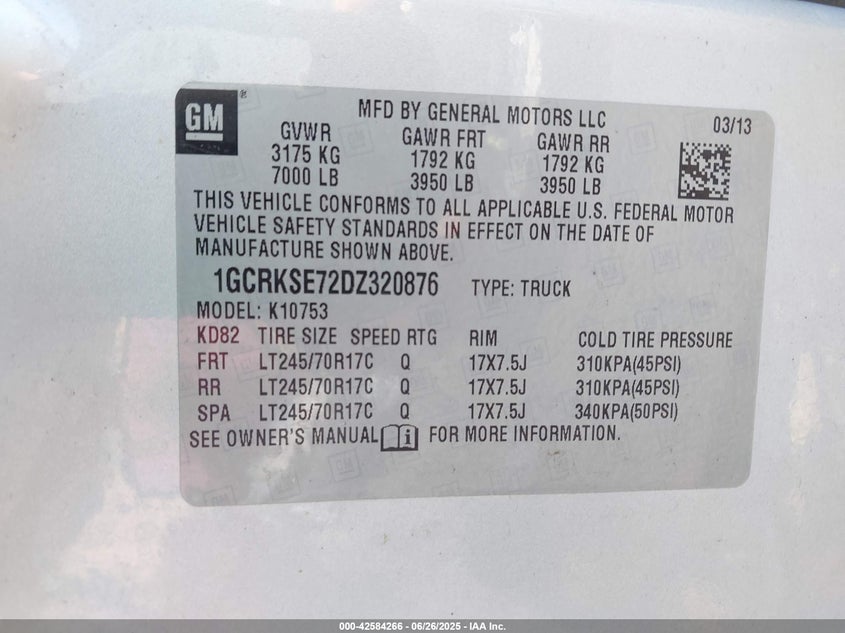 GM ®
MFD BY GENERAL MOTORS LLC
03/13
GVWR GAWR FRT GAWR RR
3175 KG 1792 KG 1792 KG
7000 LB 3950 LB 3950 LB
THIS VEHICLE CONFORMS TO ALL APPLICABLE U.S. FEDERAL MOTOR
VEHICLE SAFETY STANDARDS IN EFFECT ON THE DATE OF
MANUFACTURE SHOWN ABOVE.
1GCRKSE72DZ320876 TYPE: TRUCK
MODEL: K10753
KD82 TIRE SIZE SPEED RTG RIM COLD TIRE PRESSURE
FRT LT245/70R17C Q 17X7.5J 310KPA(45PSI)
RR LT245/70R17C Q 17X7.5J 310KPA(45PSI)
SPA LT245/70R17C Q 17X7.5J 340KPA(50PSI)
SEE OWNER'S MANUAL i FOR MORE INFORMATION.
000-42584266 - 06/26/2025 - IAA Inc.